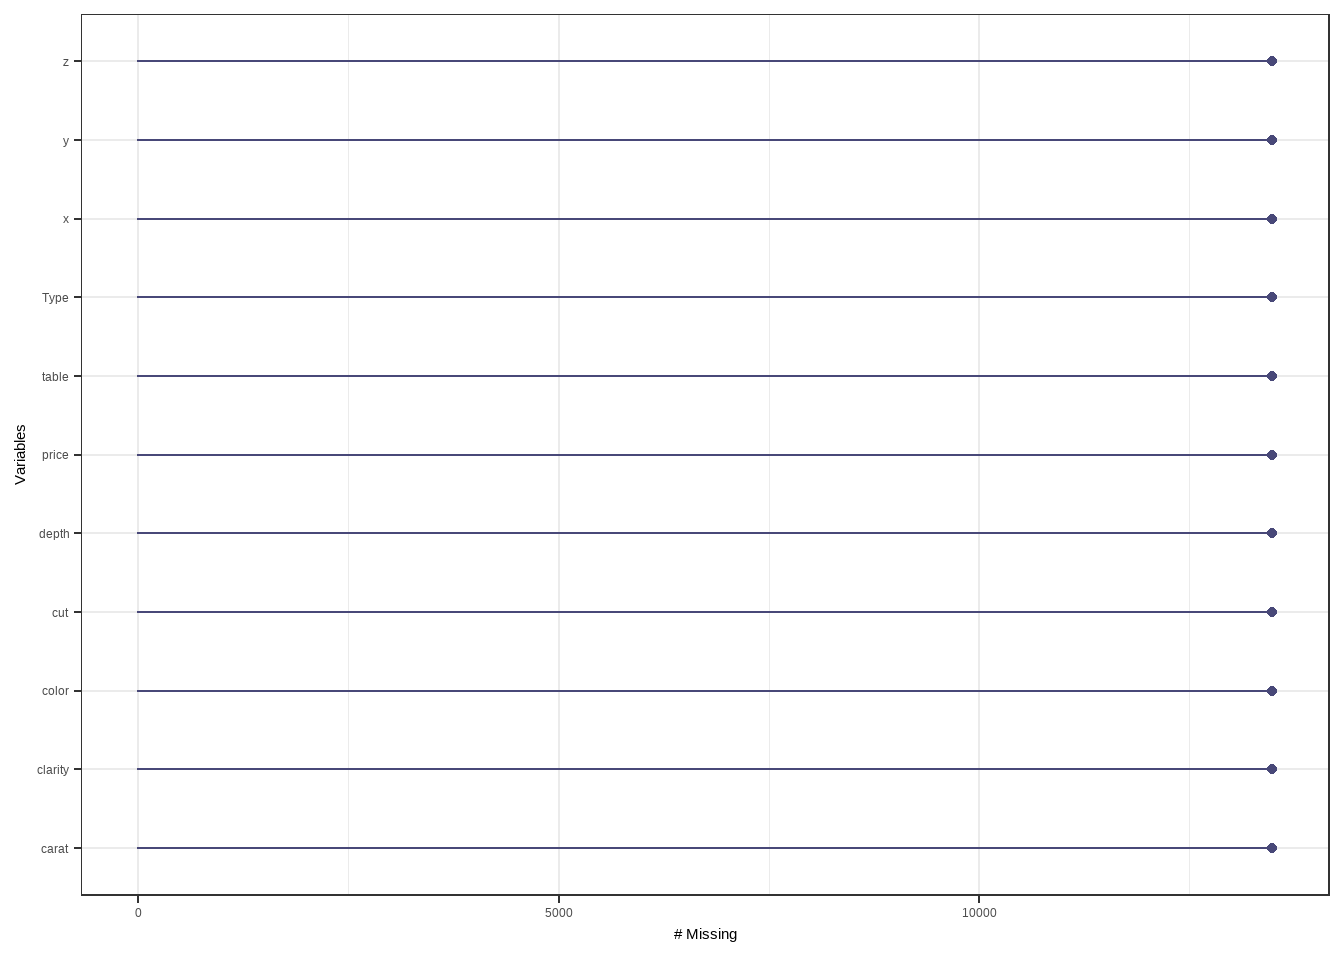 z
y
x
Type
table
price
depth
cut
color
clarity
carat
Variables
0 5000 10000
# Missing